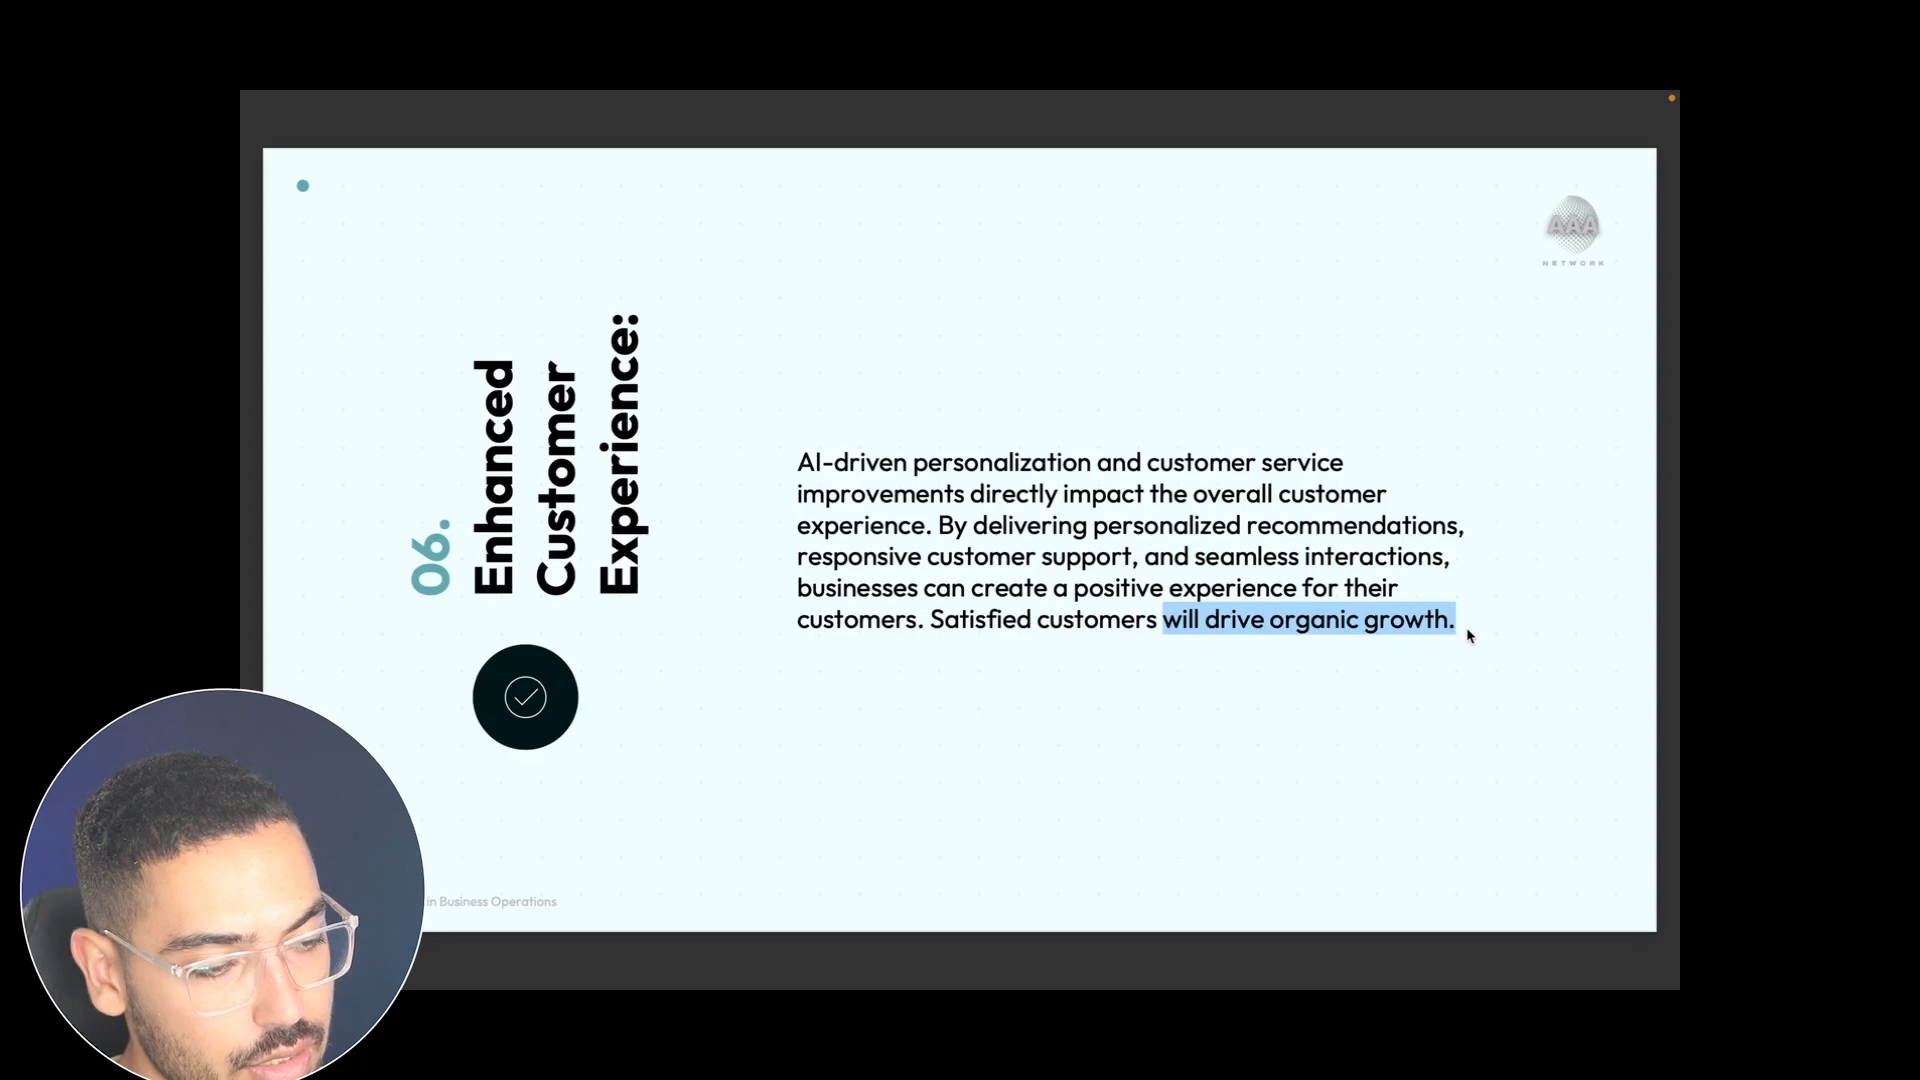 AAA
NETWORK
06.
Enhanced
Customer
Experience:
AI-driven personalization and customer service
improvements directly impact the overall customer
experience. By delivering personalized recommendations,
responsive customer support, and seamless interactions,
businesses can create a positive experience for their
customers. Satisfied customers will drive organic growth.
in Business Operations